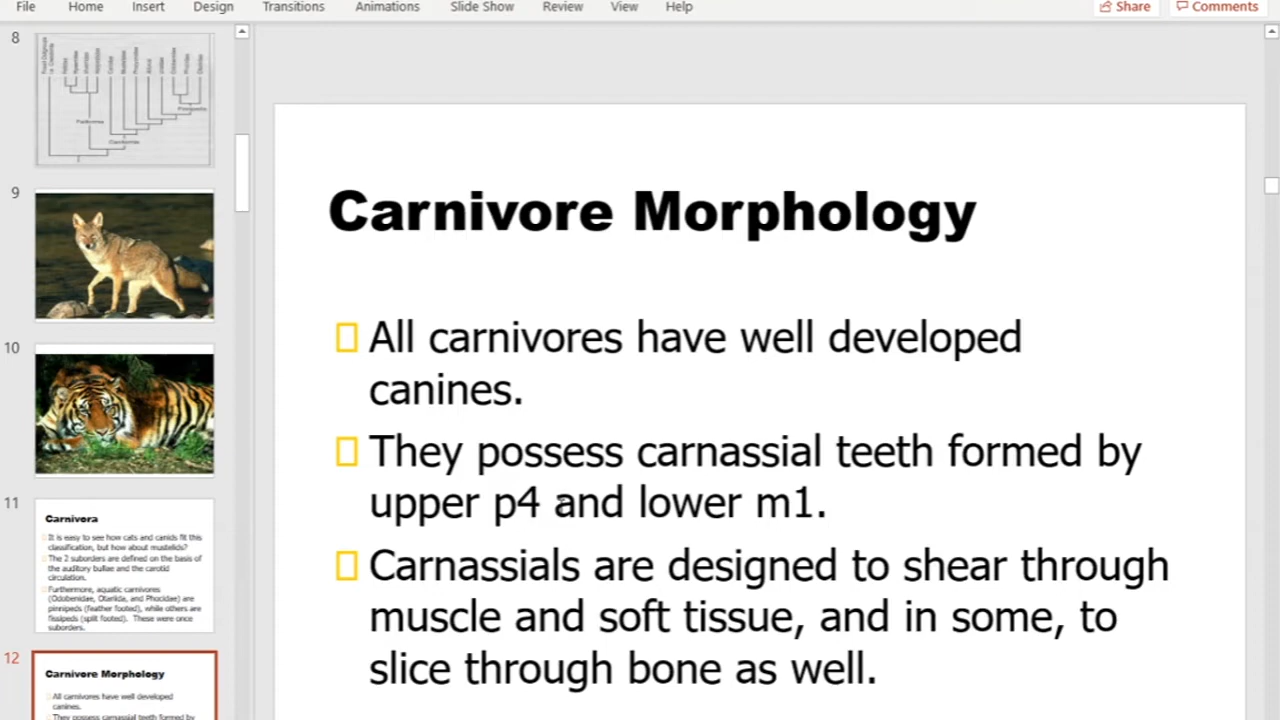 File Home Insert Design Transitions Animations Slide Show Review View Help Share Comments
8
Carnivora
9
10
11
Carnivora
It is easy to see how cats and canids fit this
classification, but how about mustelids?
The 2 suborders are defined on the basis of
the auditory bullae and the carotid
circulation.
Furthermore, aquatic carnivores
(Odobenidae, Otariida, and Phocidae) are
pinnipeds (feather footed), while others are
fissipeds (split footed). These were once
suborders.
12
Carnivore Morphology
All carnivores have well developed
canines.
They possess carnassial teeth formed by
Carnivore Morphology
All carnivores have well developed
canines.
They possess carnassial teeth formed by
upper p4 and lower m1.
Carnassials are designed to shear through
muscle and soft tissue, and in some, to
slice through bone as well.